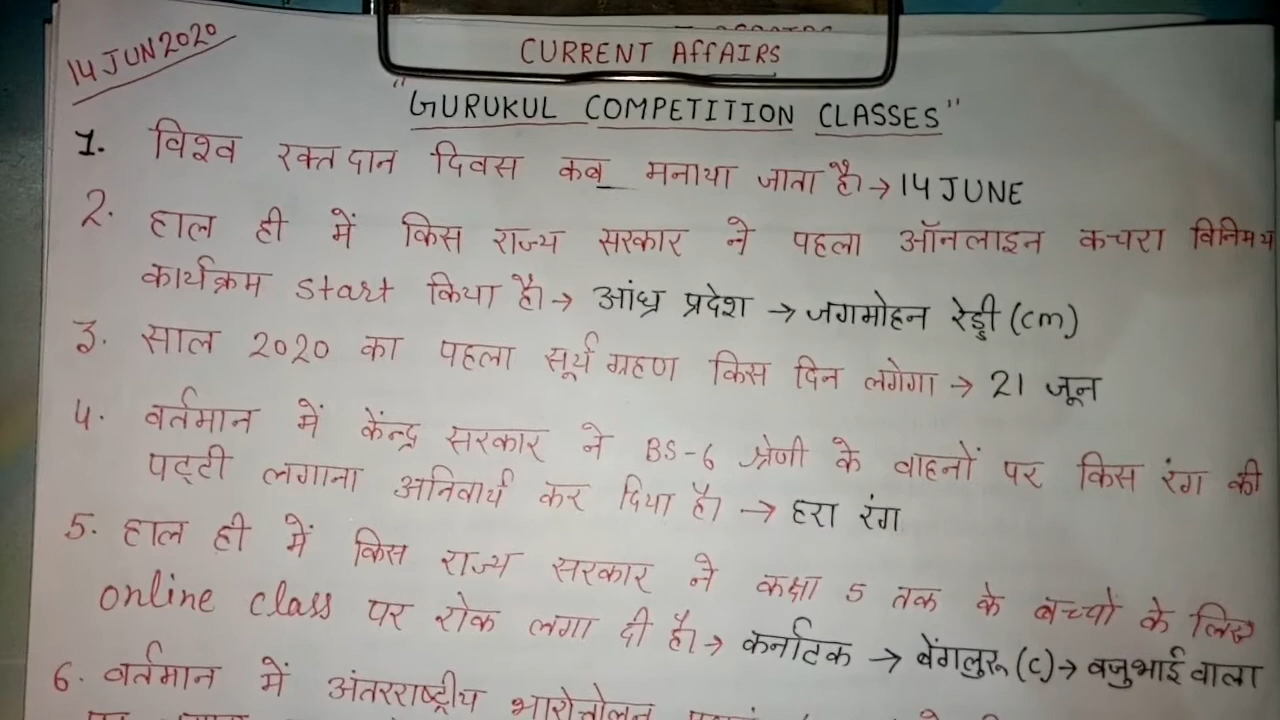 14 JUN 2020
CURRENT AFFAIRS
"GURUKUL COMPETITION CLASSES"
1. विश्व रक्तदान दिवस कब मनाया जाता है। → 14 JUNE
2. हाल ही में किस राज्य सरकार ने पहला ऑनलाइन कचरा विनिमय
कार्यक्रम start किया है। → आंध्र प्रदेश → जगमोहन रेड्डी (cm)
3. साल 2020 का पहला सूर्य ग्रहण किस दिन लगेगा → 21 जून
4. वर्तमान में केंन्द्र सरकार ने BS-6 श्रेणी के वाहनों पर किस रंग की
पट्टी लगाना अनिवार्य कर दिया है। → हरा रंग
5. हाल ही में किस राज्य सरकार ने कक्षा 5 तक के बच्चो के लिए
online class पर रोक लगा दी है। → कर्नाटक → बेंगलुरू (c) → वजुभाई वाला
6. वर्तमान में अंतरराष्ट्रीय भारोत्तोलन